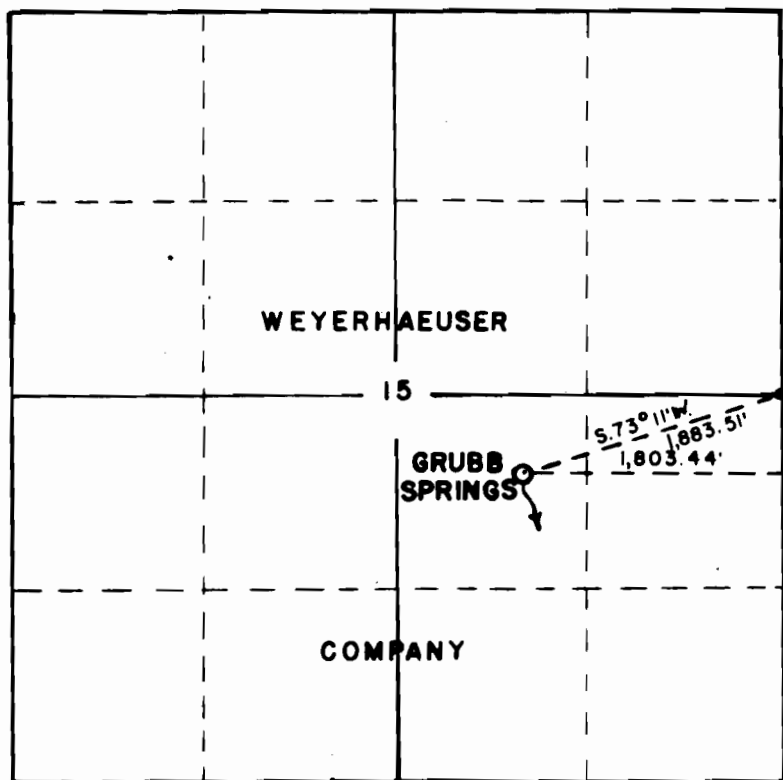 WEYERHAEUSER
15
S.73° 11' W.
1,883.51'
1,803.44'
GRUBB
SPRINGS
COMPANY